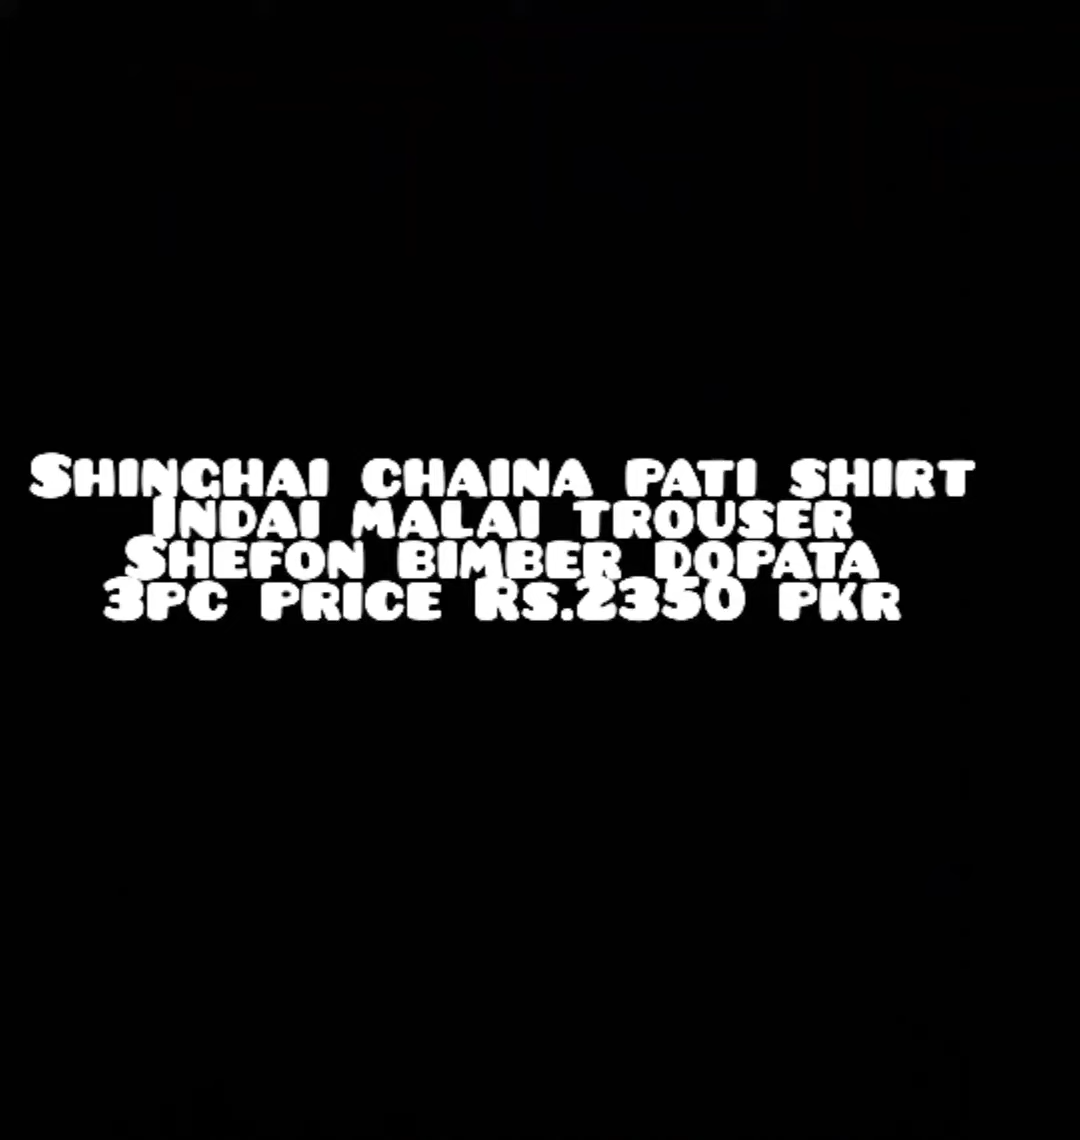 Shinghai chaina pati shirt
Indai malai trouser
Shefon bimber dopata
3pc price Rs.2350 pkr